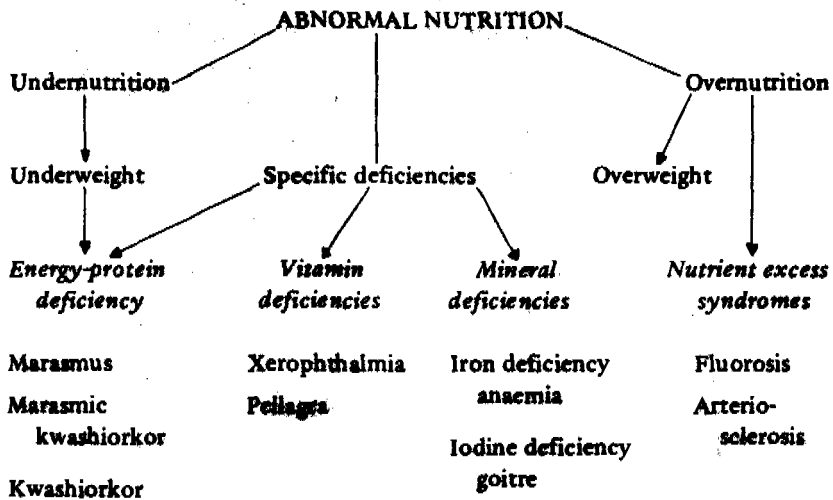 ABNORMAL NUTRITION
Undernutrition
Overnutrition
Underweight
Specific deficiencies
Overweight
Energy-protein
deficiency
Vitamin
deficiencies
Mineral
deficiencies
Nutrient excess
syndromes
Marasmus
Marasmic
kwashiorkor
Kwashiorkor
Xerophthalmia
Pellagra
Iron deficiency
anaemia
Iodine deficiency
goitre
Fluorosis
Arterio-
sclerosis